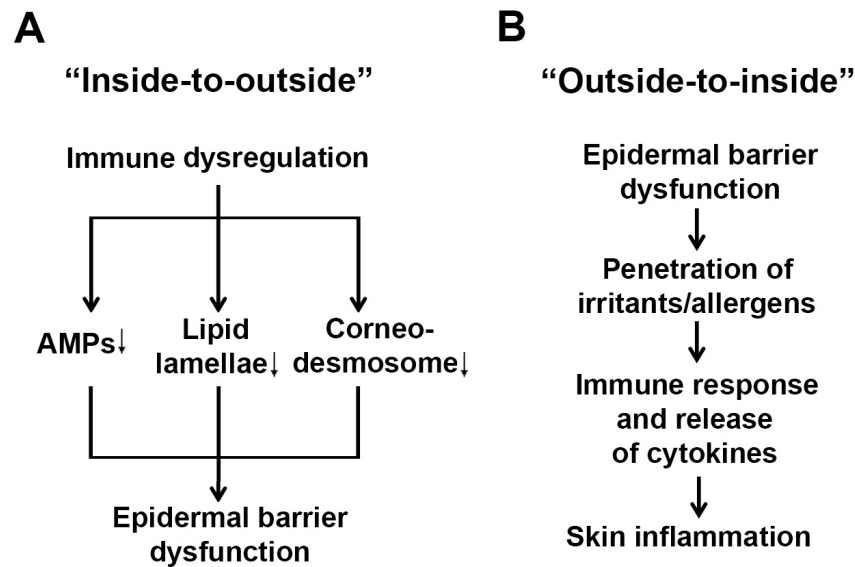 A
“Inside-to-outside”
Immune dysregulation
AMPs↓
Lipid
lamellae↓
Corneo-
desmosome↓
Epidermal barrier
dysfunction
B
“Outside-to-inside”
Epidermal barrier
dysfunction
Penetration of
irritants/allergens
Immune response
and release
of cytokines
Skin inflammation